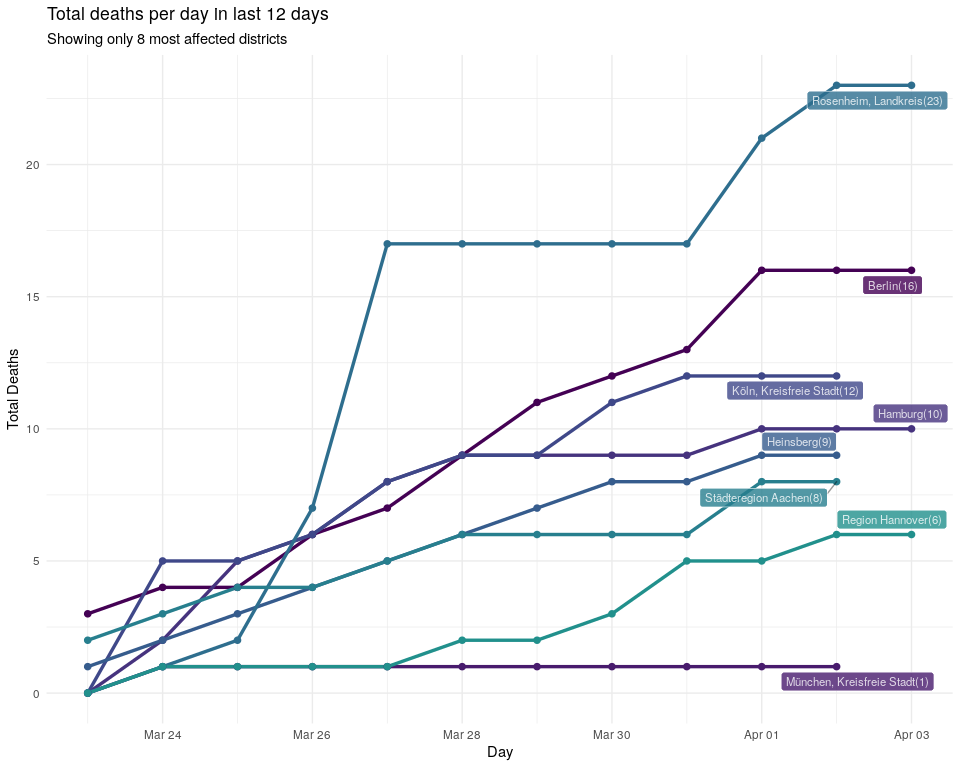 Total deaths per day in last 12 days
Showing only 8 most affected districts
Total Deaths
20
15
10
5
0
Rosenheim, Landkreis(23)
Berlin(16)
Köln, Kreisfreie Stadt(12)
Hamburg(10)
Heinsberg(9)
Städteregion Aachen(8)
Region Hannover(6)
München, Kreisfreie Stadt(1)
Mar 24
Mar 26
Mar 28
Mar 30
Apr 01
Apr 03
Day